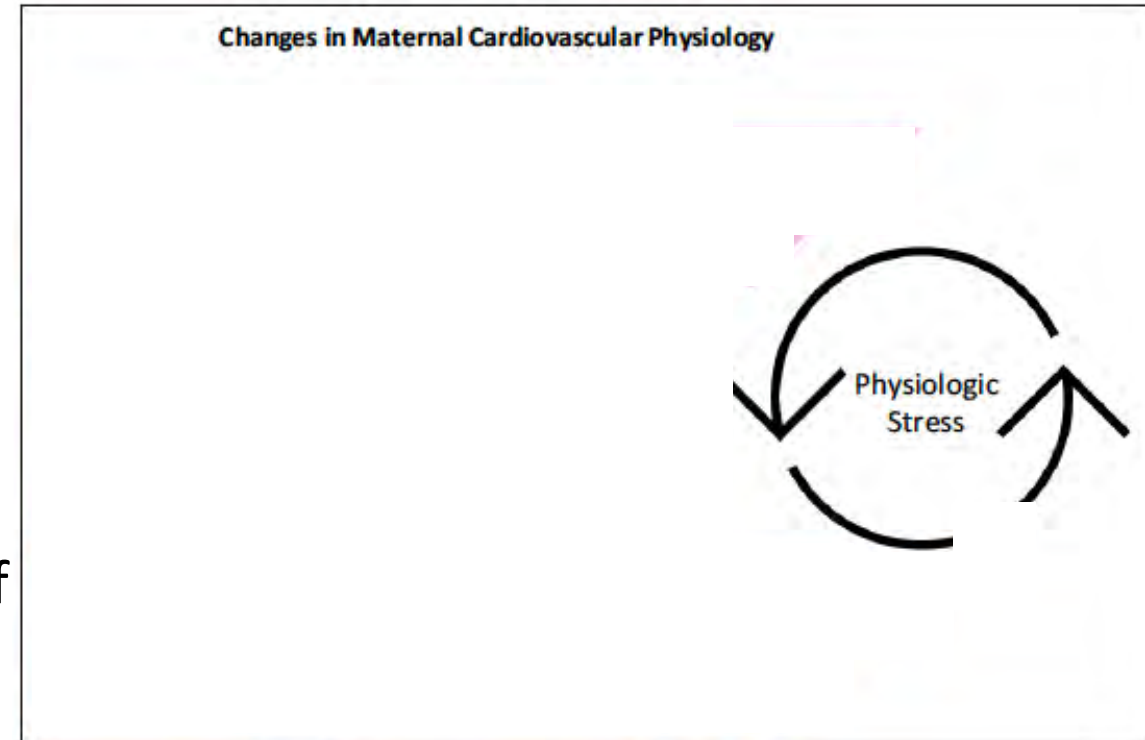 Changes in Maternal Cardiovascular Physiology
Physiologic
Stress
f